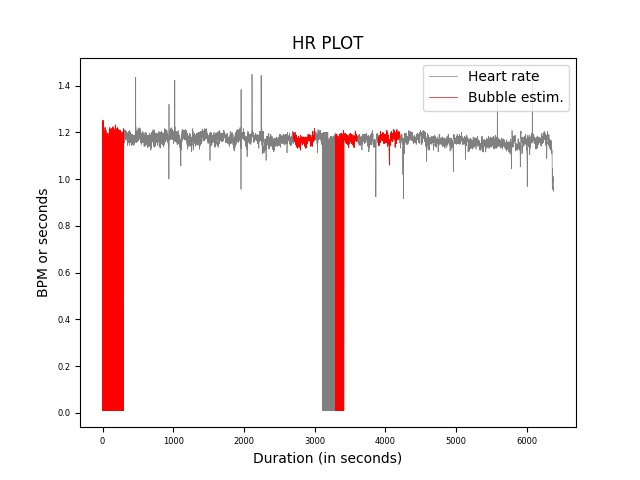 HR PLOT
Heart rate
Bubble estim.
BPM or seconds
1.4
1.2
1.0
0.8
0.6
0.4
0.2
0.0
0 1000 2000 3000 4000 5000 6000
Duration (in seconds)